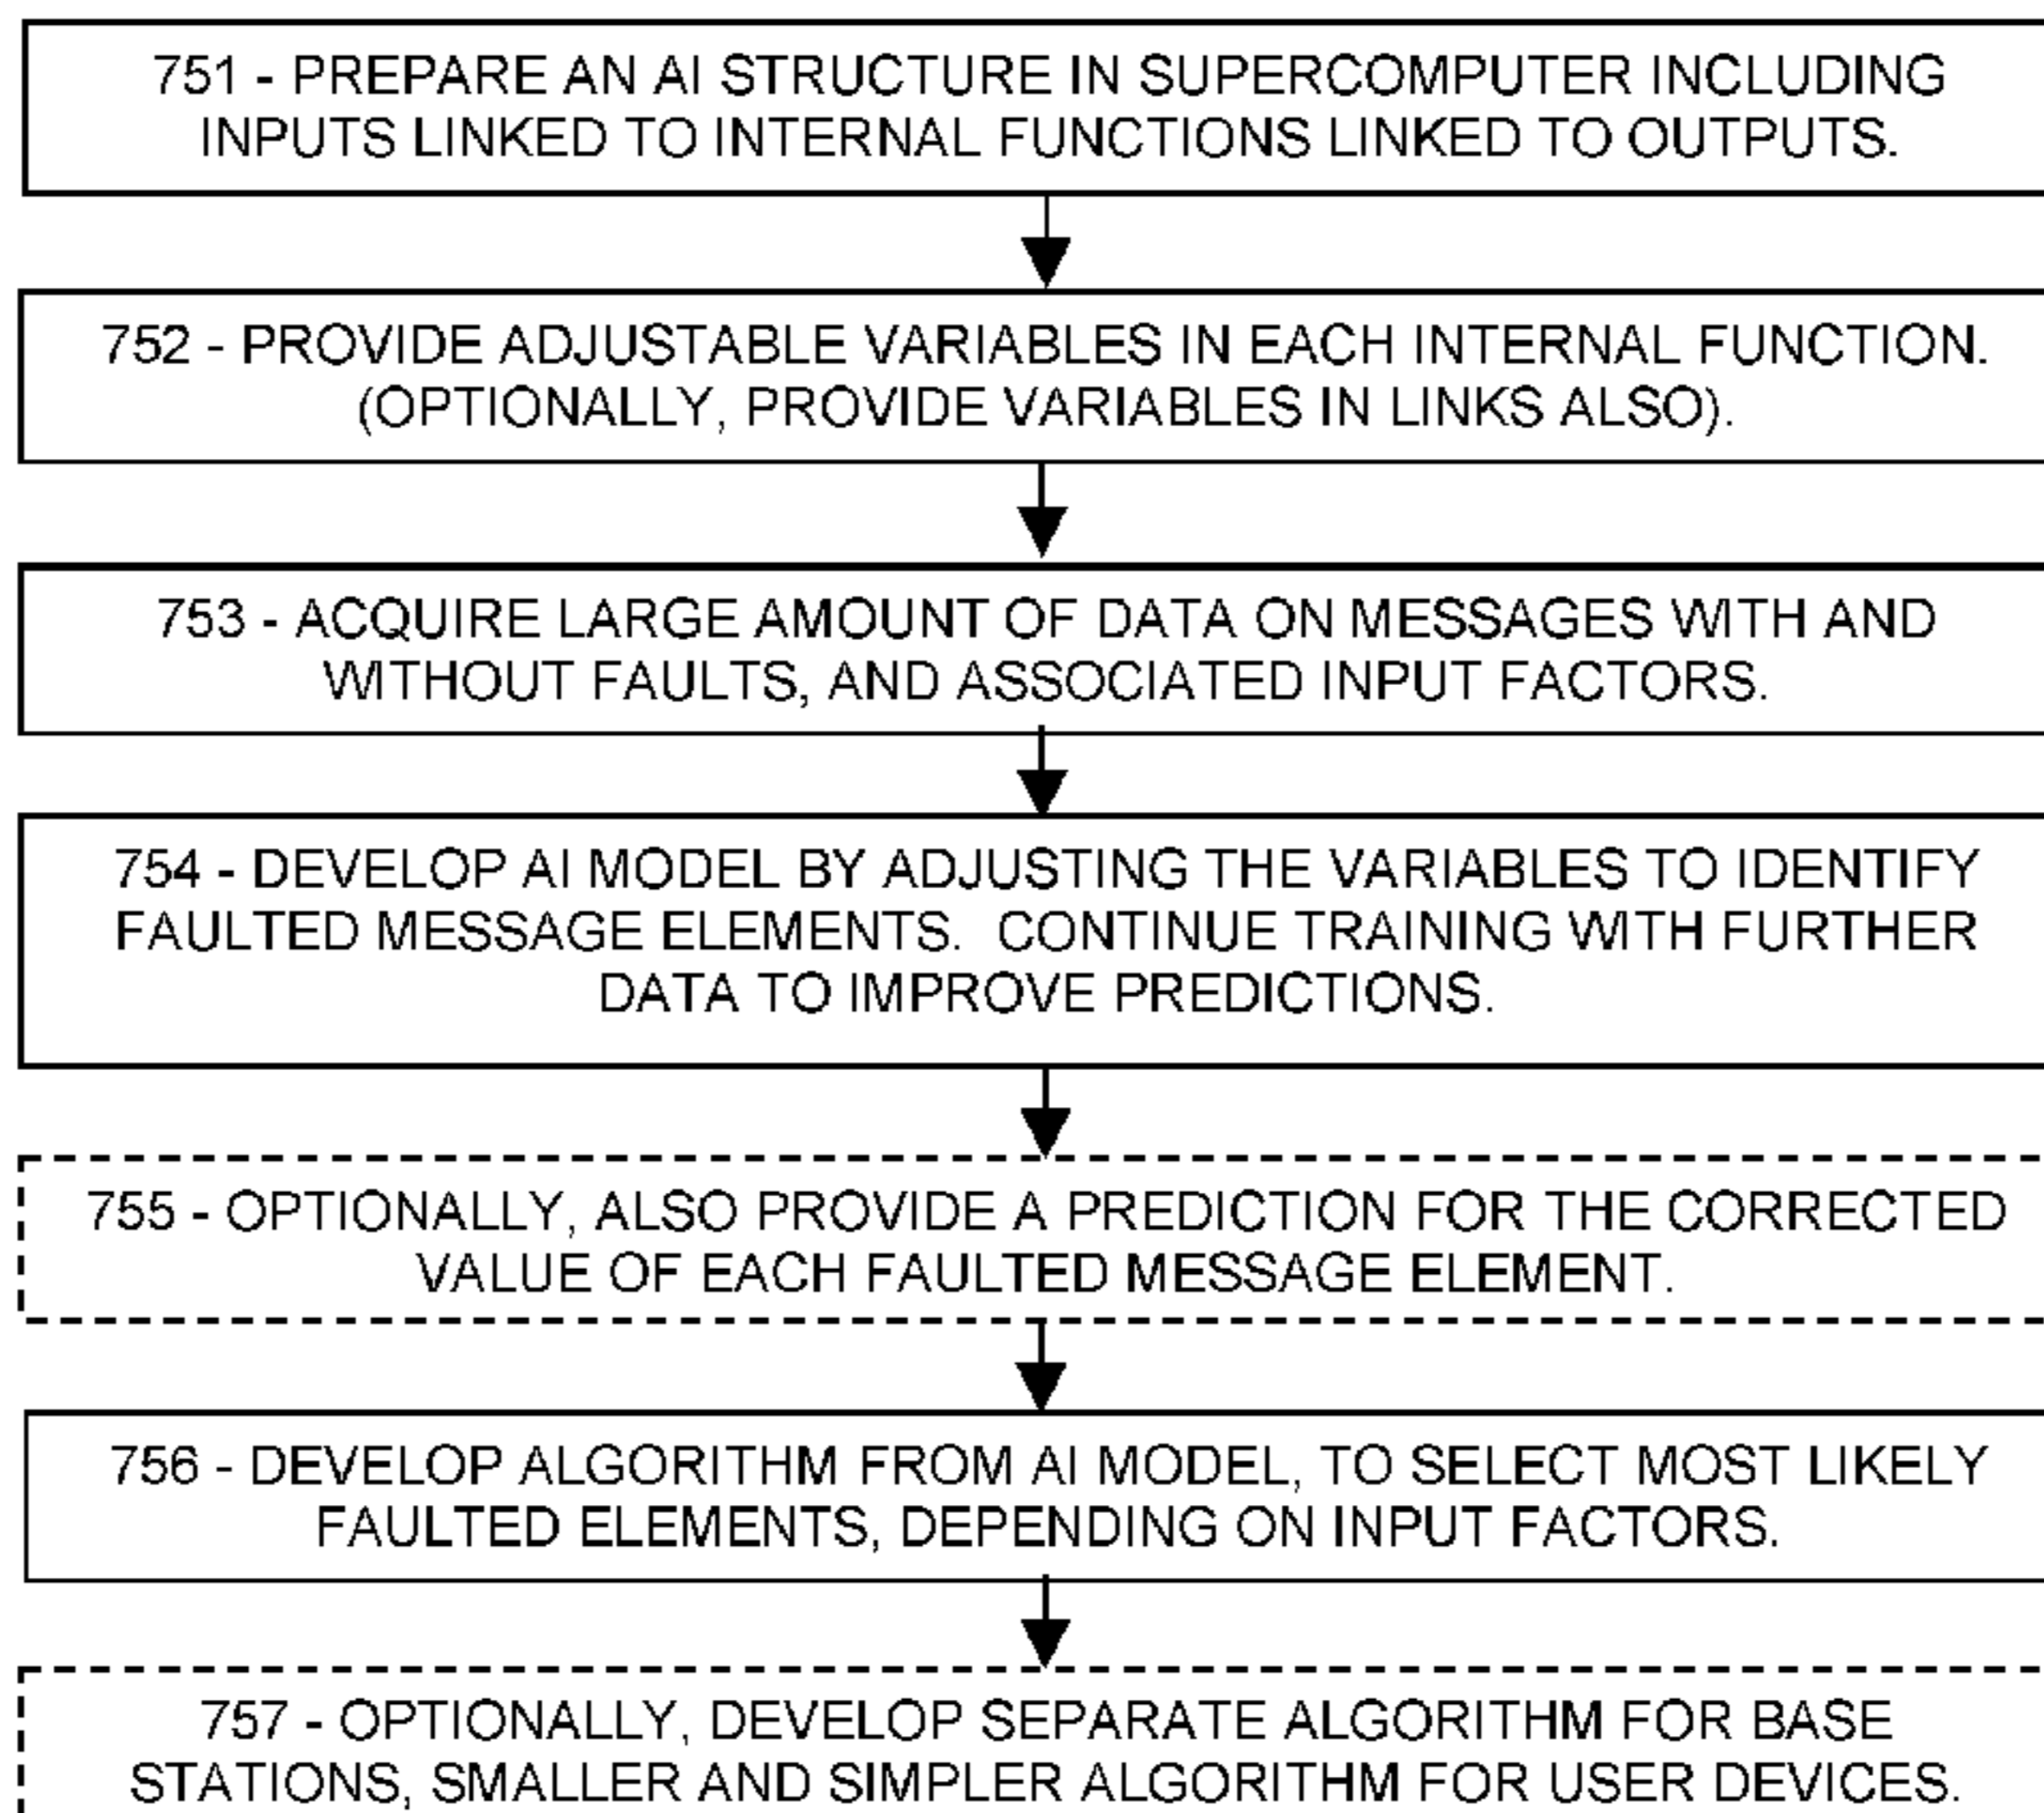 751 - PREPARE AN AI STRUCTURE IN SUPERCOMPUTER INCLUDING
INPUTS LINKED TO INTERNAL FUNCTIONS LINKED TO OUTPUTS.
752 - PROVIDE ADJUSTABLE VARIABLES IN EACH INTERNAL FUNCTION.
(OPTIONALLY, PROVIDE VARIABLES IN LINKS ALSO).
753 - ACQUIRE LARGE AMOUNT OF DATA ON MESSAGES WITH AND
WITHOUT FAULTS, AND ASSOCIATED INPUT FACTORS.
754 - DEVELOP AI MODEL BY ADJUSTING THE VARIABLES TO IDENTIFY
FAULTED MESSAGE ELEMENTS. CONTINUE TRAINING WITH FURTHER
DATA TO IMPROVE PREDICTIONS.
755 - OPTIONALLY, ALSO PROVIDE A PREDICTION FOR THE CORRECTED
VALUE OF EACH FAULTED MESSAGE ELEMENT.
756 - DEVELOP ALGORITHM FROM AI MODEL, TO SELECT MOST LIKELY
FAULTED ELEMENTS, DEPENDING ON INPUT FACTORS.
757 - OPTIONALLY, DEVELOP SEPARATE ALGORITHM FOR BASE
STATIONS, SMALLER AND SIMPLER ALGORITHM FOR USER DEVICES.